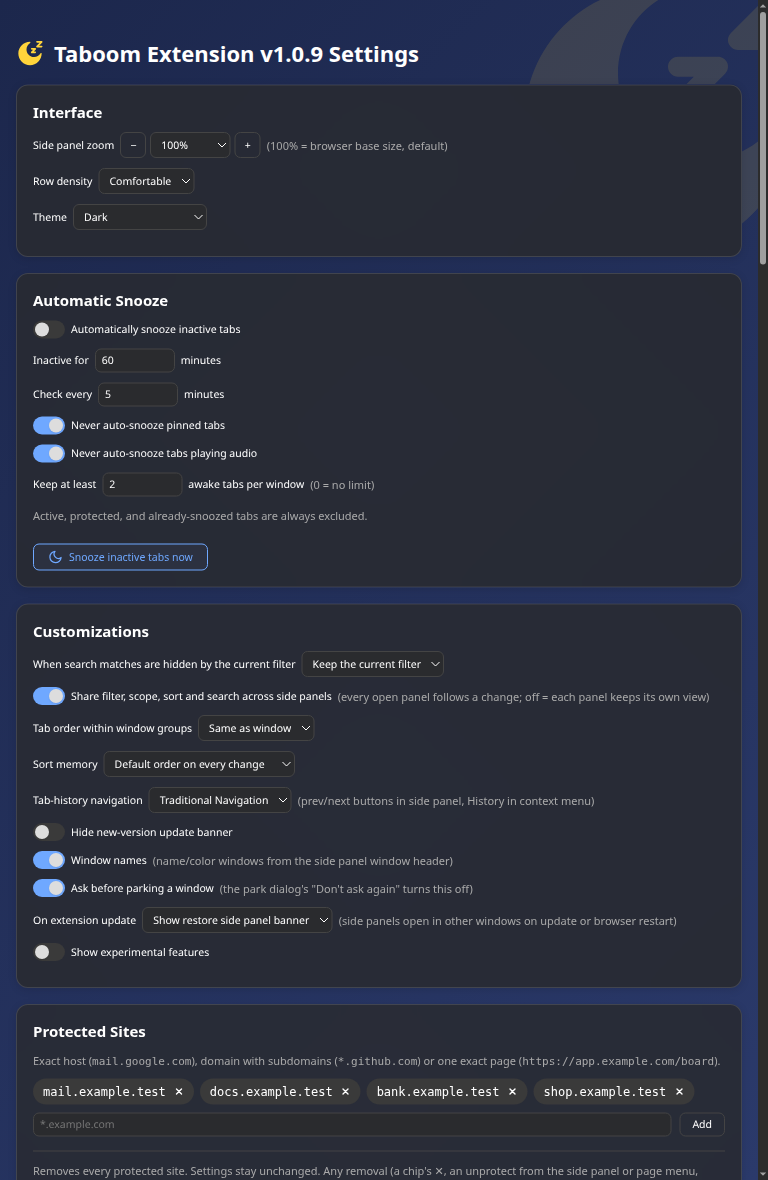 Taboom Extension v1.0.9 Settings
Interface
Side panel zoom − 100% + (100% = browser base size, default)
Row density Comfortable
Theme Dark
Automatic Snooze
Automatically snooze inactive tabs
Inactive for 60 minutes
Check every 5 minutes
Never auto-snooze pinned tabs
Never auto-snooze tabs playing audio
Keep at least 2 awake tabs per window (0 = no limit)
Active, protected, and already-snoozed tabs are always excluded.
Snooze inactive tabs now
Customizations
When search matches are hidden by the current filter Keep the current filter
Share filter, scope, sort and search across side panels (every open panel follows a change; off = each panel keeps its own view)
Tab order within window groups Same as window
Sort memory Default order on every change
Tab-history navigation Traditional Navigation (prev/next buttons in side panel, History in context menu)
Hide new-version update banner
Window names (name/color windows from the side panel window header)
Ask before parking a window (the park dialog's "Don't ask again" turns this off)
On extension update Show restore side panel banner (side panels open in other windows on update or browser restart)
Show experimental features
Protected Sites
Exact host (mail.google.com), domain with subdomains (*.github.com) or one exact page (https://app.example.com/board).
mail.example.test × docs.example.test × bank.example.test × shop.example.test ×
*.example.com Add
Removes every protected site. Settings stay unchanged. Any removal (a chip's ×, an unprotect from the side panel or page menu,